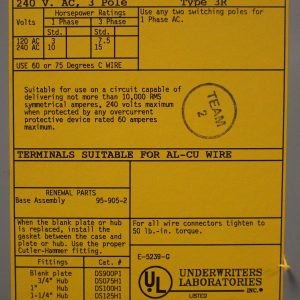 240 V. AC, 3 Pole Type 3R
Horsepower Ratings
1 Phase 3 Phase
Std. Std.
120 AC 3 7.5
240 AC 10 15
Use any two switching poles for
1 Phase AC.
USE 60 or 75 Degrees C WIRE
Suitable for use on a circuit capable of
delivering not more than 10,000 RMS
symmetrical amperes, 240 volts maximum
when protected by any overcurrent
protective device rated 60 amperes
maximum.
TEAM
2
TERMINALS SUITABLE FOR AL-CU WIRE
RENEWAL PARTS
Base Assembly 95-905-2
When the blank plate or hub
is replaced, install the
gasket between the case and
plate or hub. Use the proper
Cutler-Hammer fitting.
For all wire connectors tighten to
50 lb.-in. torque.
Fittings Cat. #
Blank plate DS900P1
3/4" Hub DS075H1
1" Hub DS100H1
1-1/4" Hub DS125H1
E-5239-G
UL
UNDERWRITERS
LABORATORIES
LISTED